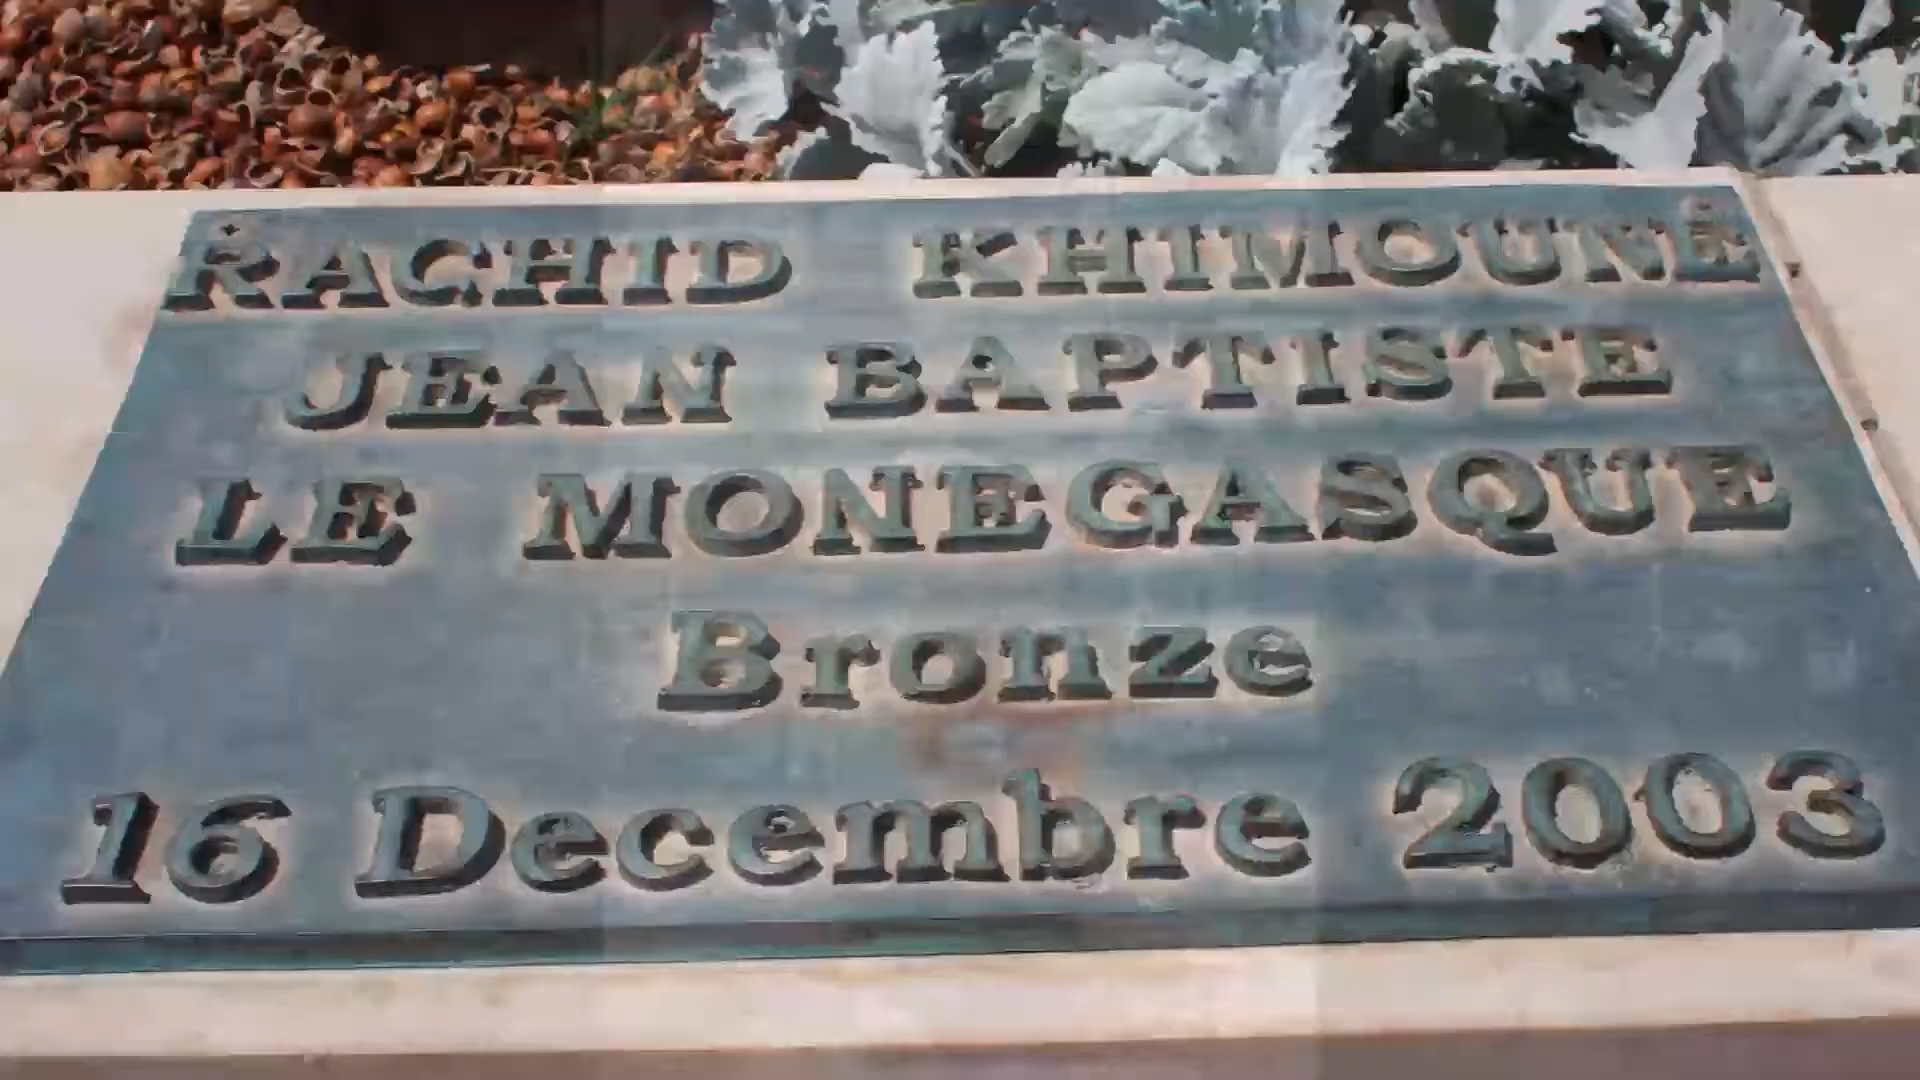 RACHID KHIMOUNE
JEAN BAPTISTE
LE MONEGASQUE
Bronze
16 Decembre 2003